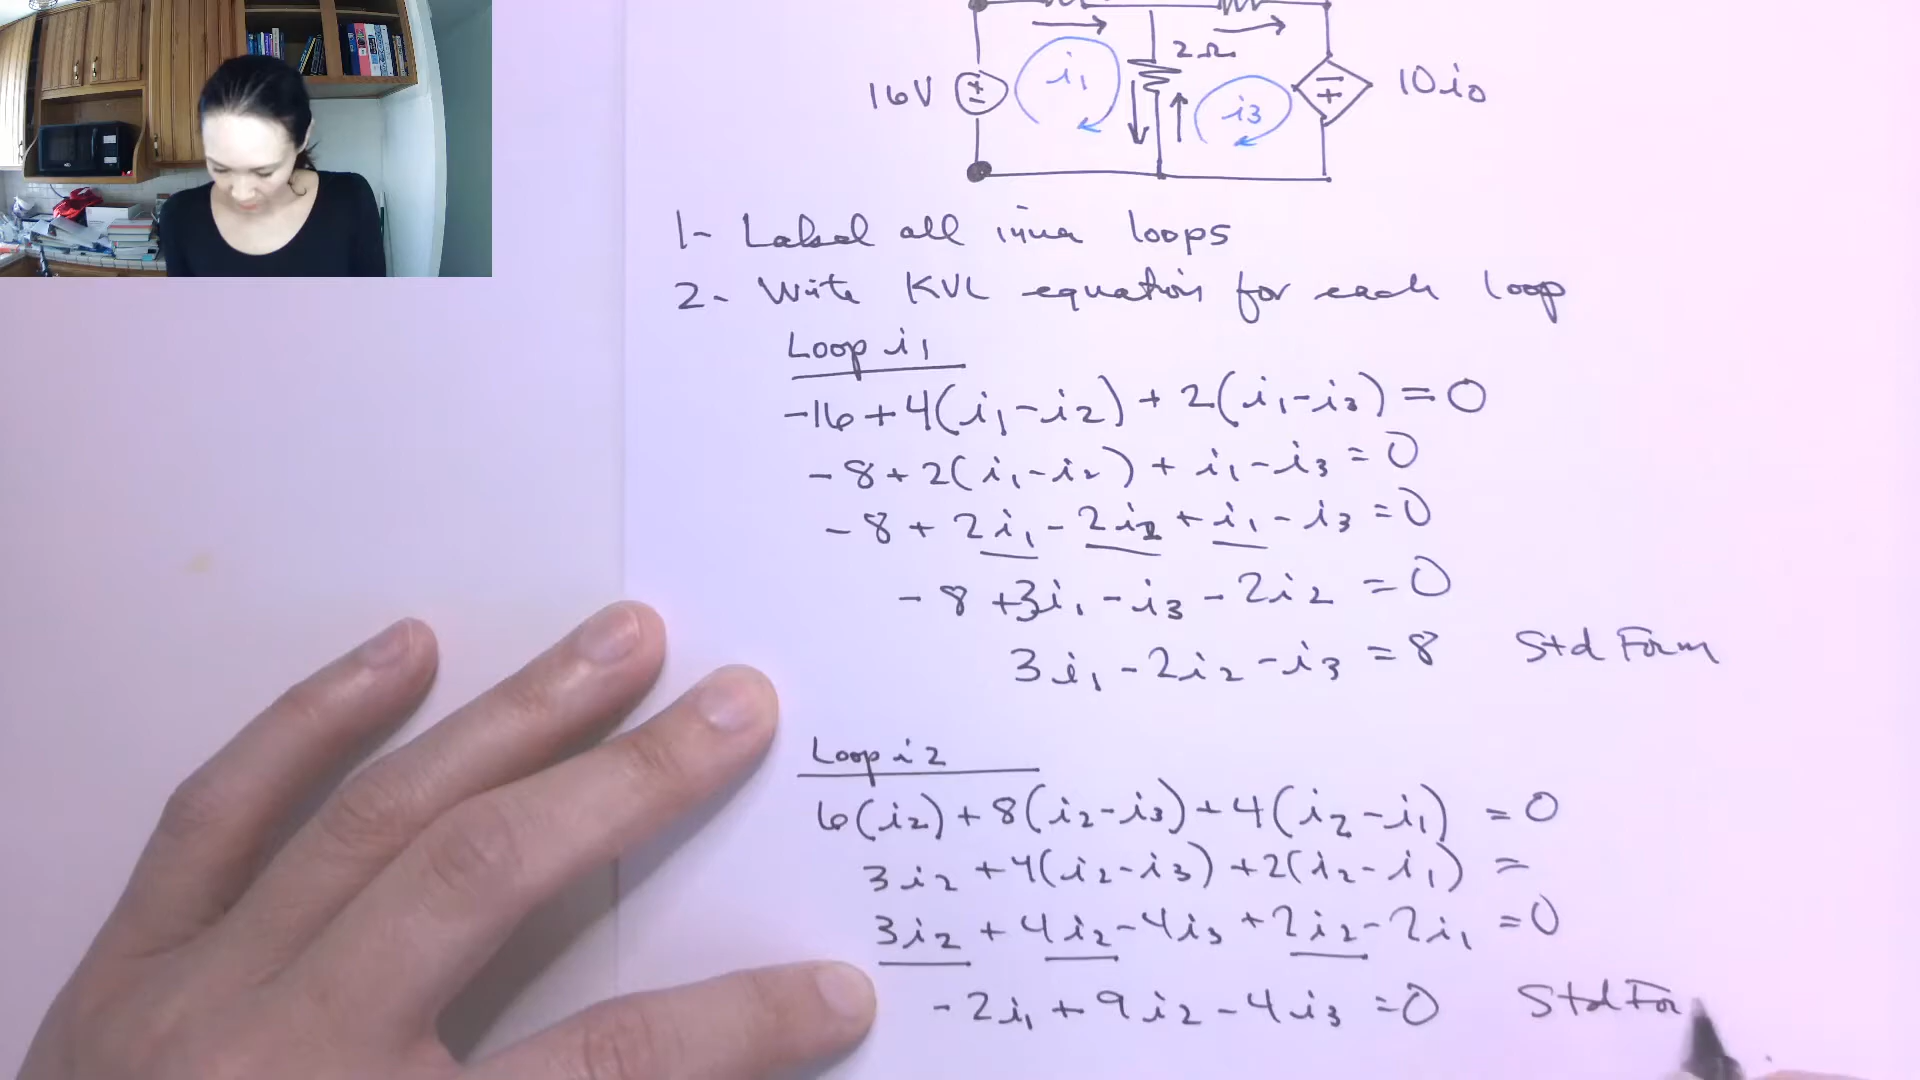 2Ω
16V
i1
i3
10i0
1- Label all inner loops
2- Write KVL equation for each loop
Loop i1
-16+4(i1-i2)+2(i1-i3)=0
-8+2(i1-i2)+i1-i3=0
-8+2i1-2i2+i1-i3=0
-8+3i1-i3-2i2=0
3i1-2i2-i3=8 Std Form
Loop i2
6(i2)+8(i2-i3)+4(i2-i1)=0
3i2+4(i2-i3)+2(i2-i1)=
3i2+4i2-4i3+2i2-2i1=0
-2i1+9i2-4i3=0 Std For